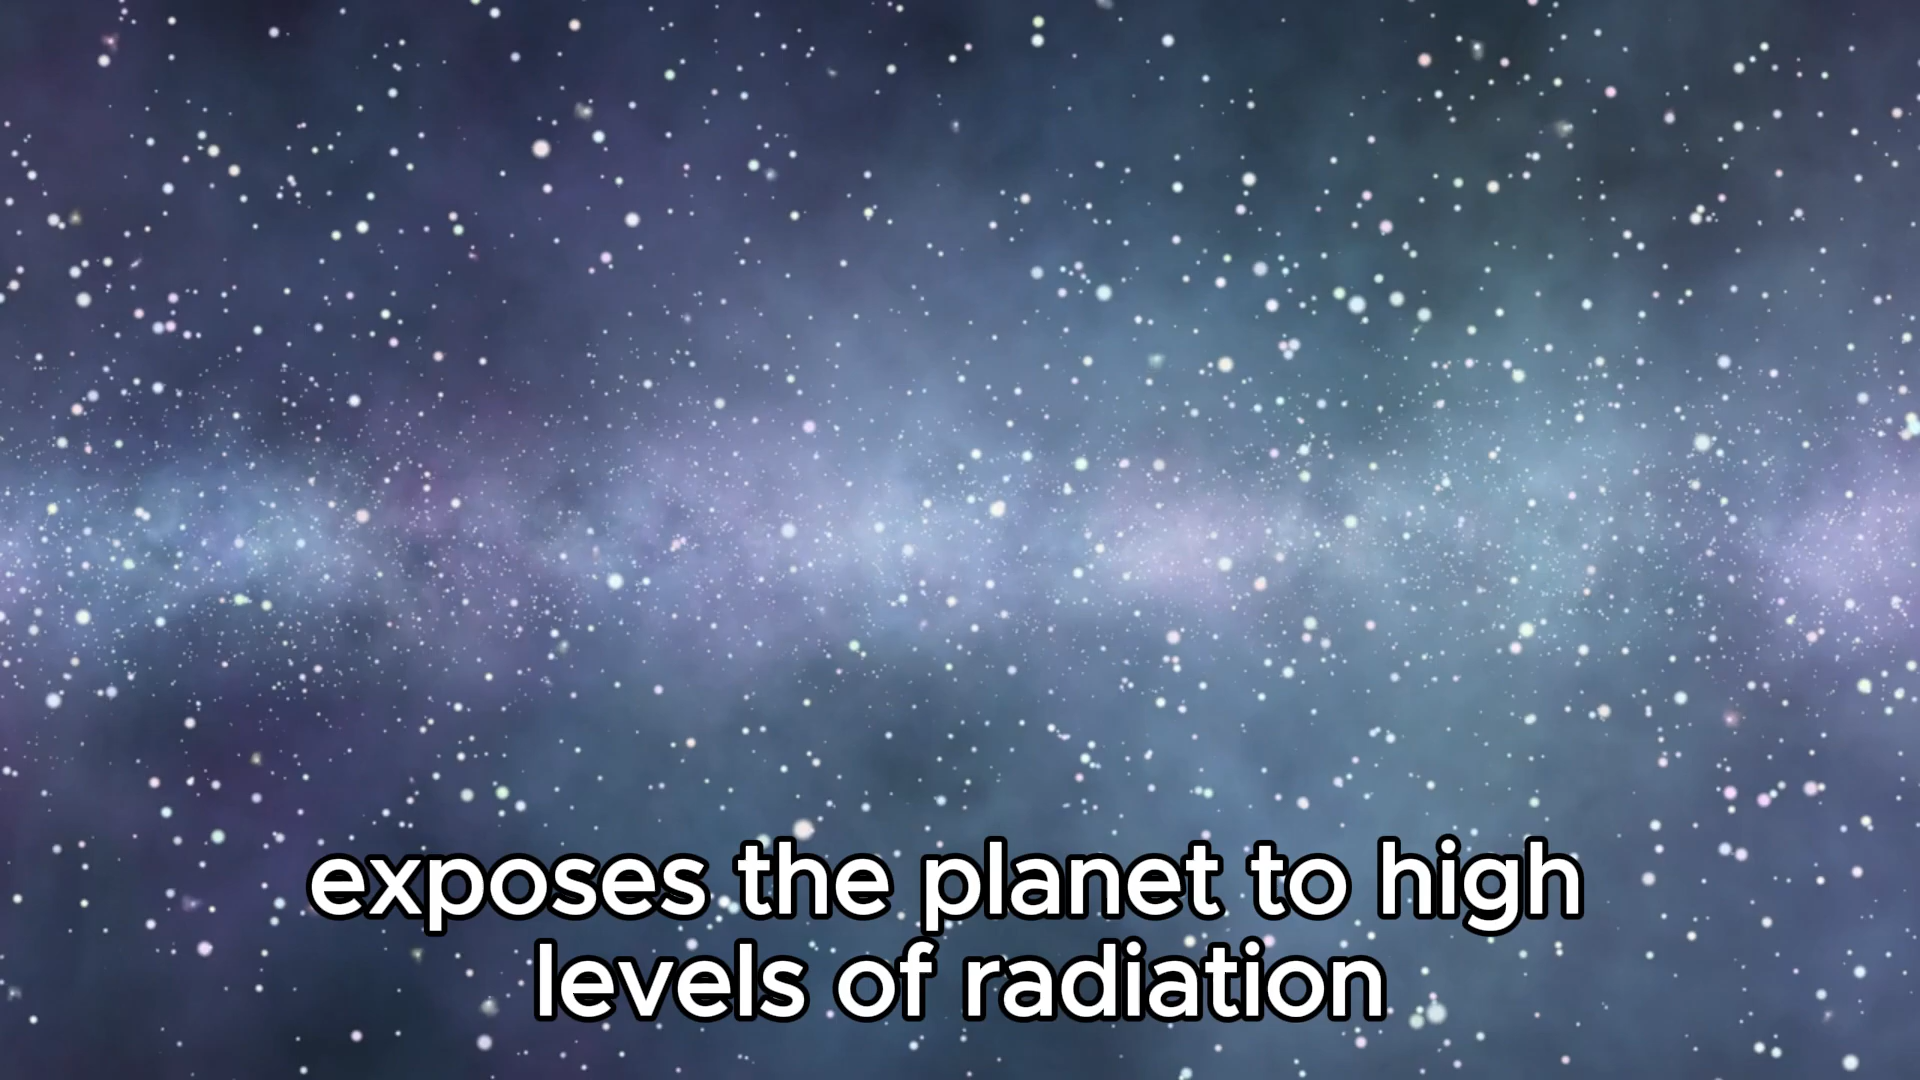 exposes the planet to high
levels of radiation